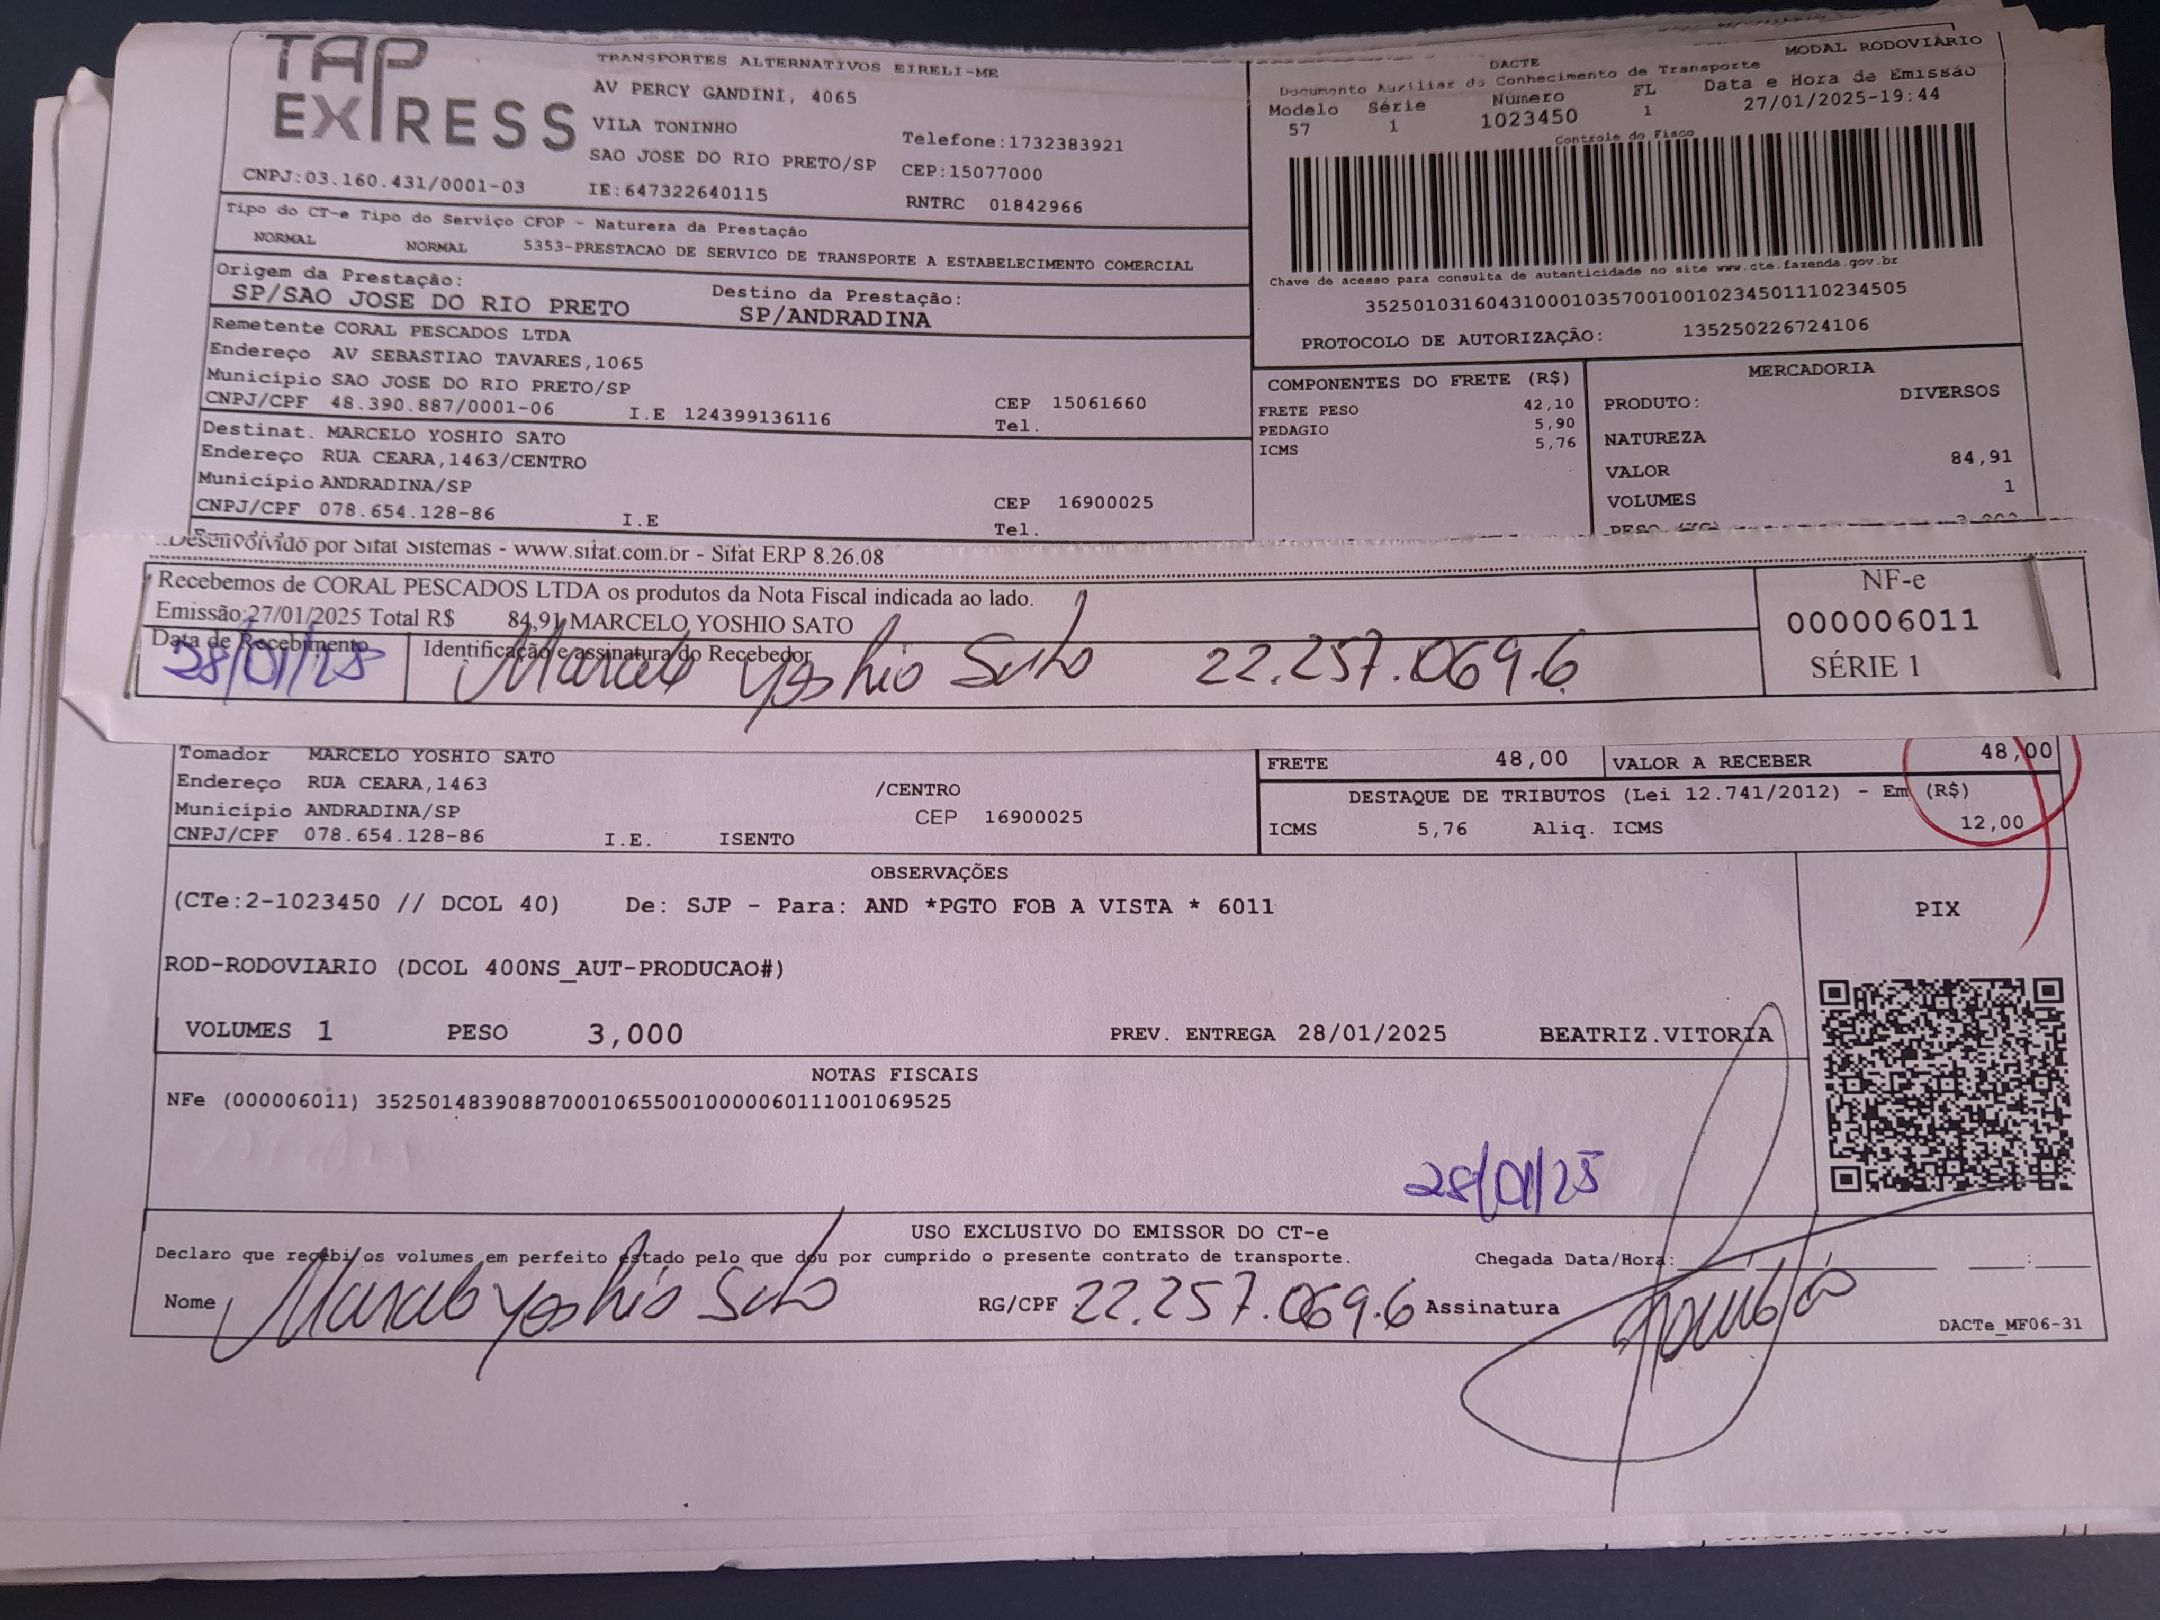 TAP
EXPRESS
TRANSPORTES ALTERNATIVOS EIRELI-ME
AV PERCY GANDINI, 4065
VILA TONINHO
SAO JOSE DO RIO PRETO/SP
Telefone:1732383921
CEP:15077000
CNPJ:03.160.431/0001-03
IE:647322640115
RNTRC 01842966
DACTE
MODAL RODOVIÁRIO
Documento Auxiliar do Conhecimento de Transporte
Modelo Série Número FL Data e Hora de Emissão
57 1 1023450 1 27/01/2025-19:44
Controle do Fisco
Chave de acesso para consulta de autenticidade no site www.cte.fazenda.gov.br
35250103160431000103570010010234501110234505
PROTOCOLO DE AUTORIZAÇÃO: 135250226724106
Tipo do CT-e Tipo do Serviço CFOP - Natureza da Prestação
NORMAL NORMAL 5353-PRESTACAO DE SERVICO DE TRANSPORTE A ESTABELECIMENTO COMERCIAL
Origem da Prestação:
SP/SAO JOSE DO RIO PRETO
Destino da Prestação:
SP/ANDRADINA
Remetente CORAL PESCADOS LTDA
Endereço AV SEBASTIAO TAVARES,1065
Município SAO JOSE DO RIO PRETO/SP
CEP 15061660
CNPJ/CPF 48.390.887/0001-06 I.E 124399136116
Tel.
Destinat. MARCELO YOSHIO SATO
Endereço RUA CEARA,1463/CENTRO
Município ANDRADINA/SP
CEP 16900025
CNPJ/CPF 078.654.128-86 I.E
Tel.
COMPONENTES DO FRETE (R$)
FRETE PESO 42,10
PEDAGIO 5,90
ICMS 5,76
MERCADORIA
PRODUTO: DIVERSOS
NATUREZA
VALOR 84,91
VOLUMES 1
Desenvolvido por Sifat Sistemas - www.sifat.com.br - Sifat ERP 8.26.08
Recebemos de CORAL PESCADOS LTDA os produtos da Nota Fiscal indicada ao lado.
Emissão:27/01/2025 Total R$ 84,91 MARCELO YOSHIO SATO
Data de Recebimento
28/01/25
Identificação e assinatura do Recebedor
Marcelo Yoshio Sato 22.257.069.6
NF-e
000006011
SÉRIE 1
Tomador MARCELO YOSHIO SATO
Endereço RUA CEARA,1463 /CENTRO
Município ANDRADINA/SP CEP 16900025
CNPJ/CPF 078.654.128-86 I.E. ISENTO
FRETE 48,00 VALOR A RECEBER 48,00
DESTAQUE DE TRIBUTOS (Lei 12.741/2012) - Em (R$)
ICMS 5,76 Aliq. ICMS 12,00
OBSERVAÇÕES
(CTe:2-1023450 // DCOL 40) De: SJP - Para: AND *PGTO FOB A VISTA * 6011
ROD-RODOVIARIO (DCOL 400NS_AUT-PRODUCAO#)
PIX
VOLUMES 1 PESO 3,000 PREV. ENTREGA 28/01/2025 BEATRIZ.VITORIA
NOTAS FISCAIS
NFe (000006011) 35250148390887000106550010000060111001069525
28/01/25
USO EXCLUSIVO DO EMISSOR DO CT-e
Declaro que recebi os volumes em perfeito estado pelo que dou por cumprido o presente contrato de transporte.
Chegada Data/Hora:
Nome Marcelo Yoshio Sato RG/CPF 22.257.069.6 Assinatura
DACTe_MF06-31